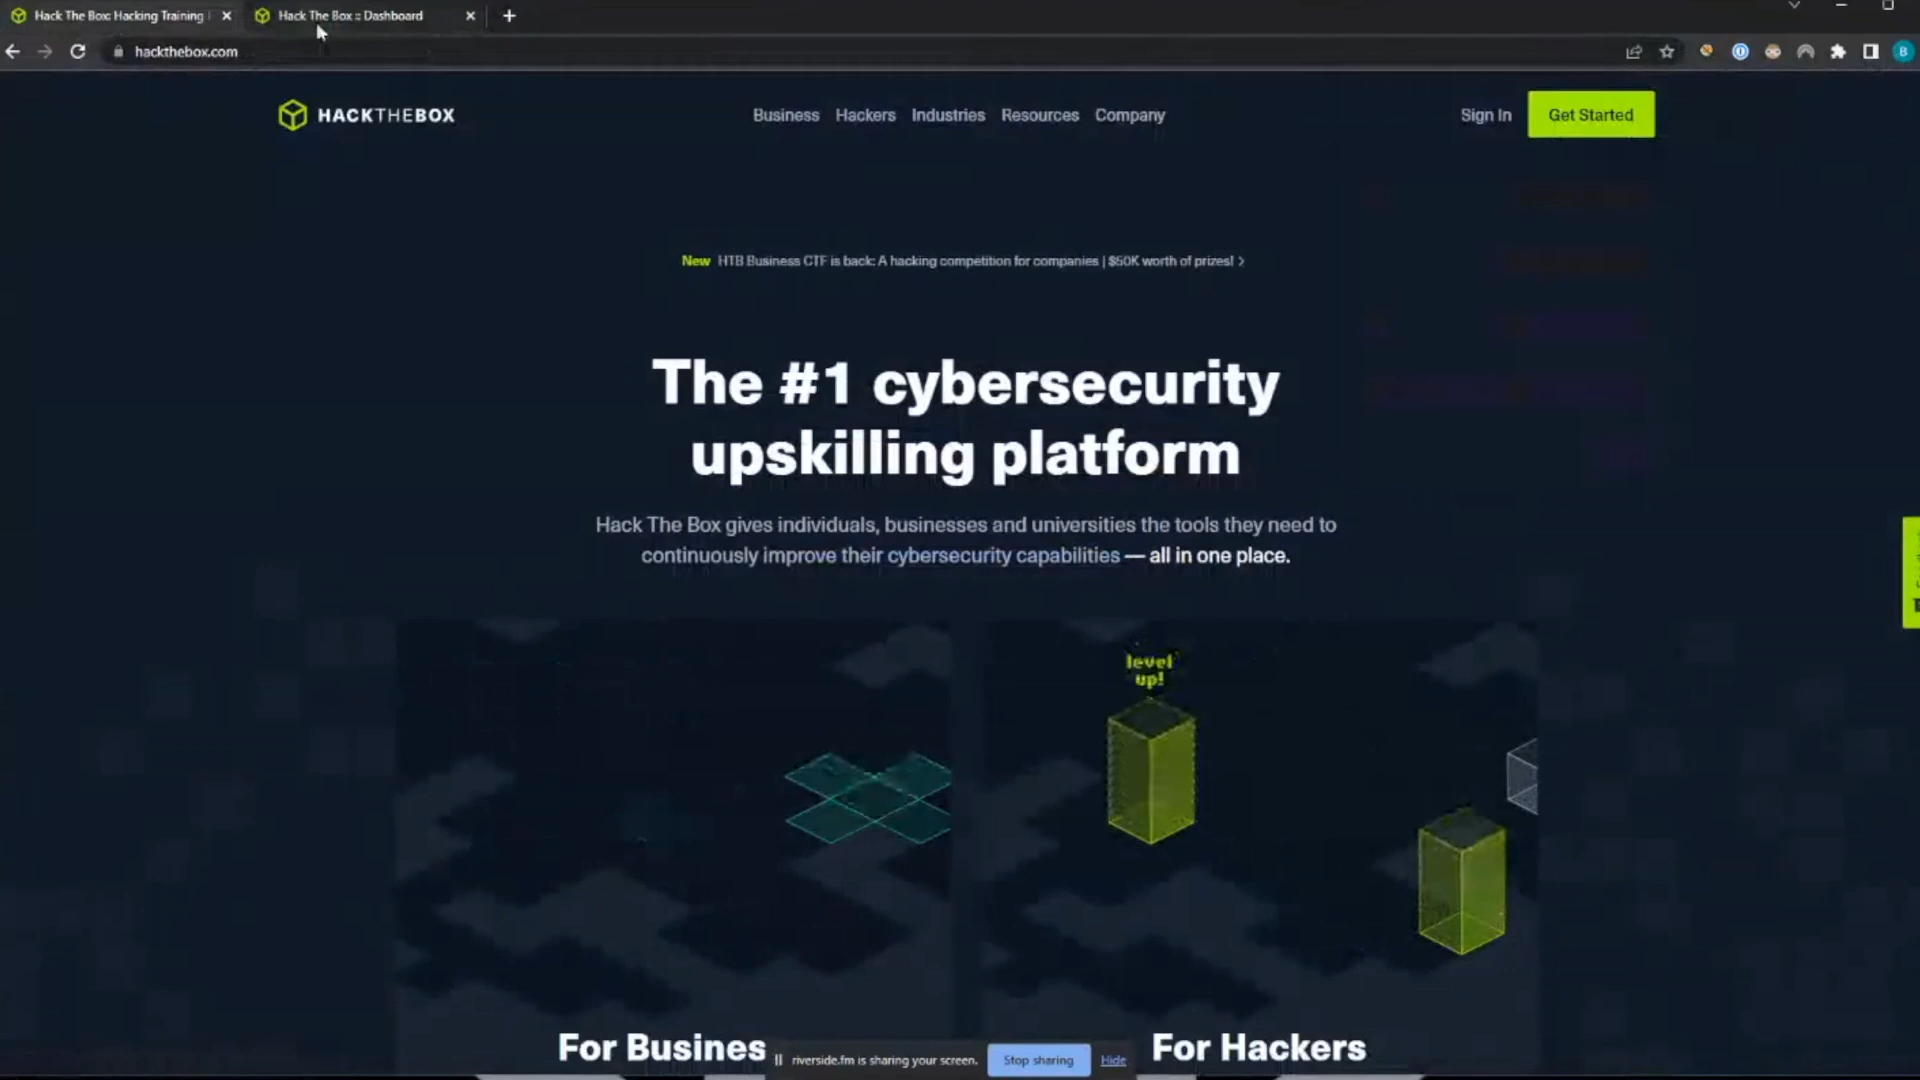 Hack The Box: Hacking Training
Hack The Box :: Dashboard
hackthebox.com
B
HACKTHEBOX
Business Hackers Industries Resources Company
Sign In
Get Started
New HTB Business CTF is back: A hacking competition for companies | $50K worth of prizes!
The #1 cybersecurity
upskilling platform
Hack The Box gives individuals, businesses and universities the tools they need to
continuously improve their cybersecurity capabilities — all in one place.
level
up!
For Busines
For Hackers
riverside.fm is sharing your screen.
Stop sharing
Hide